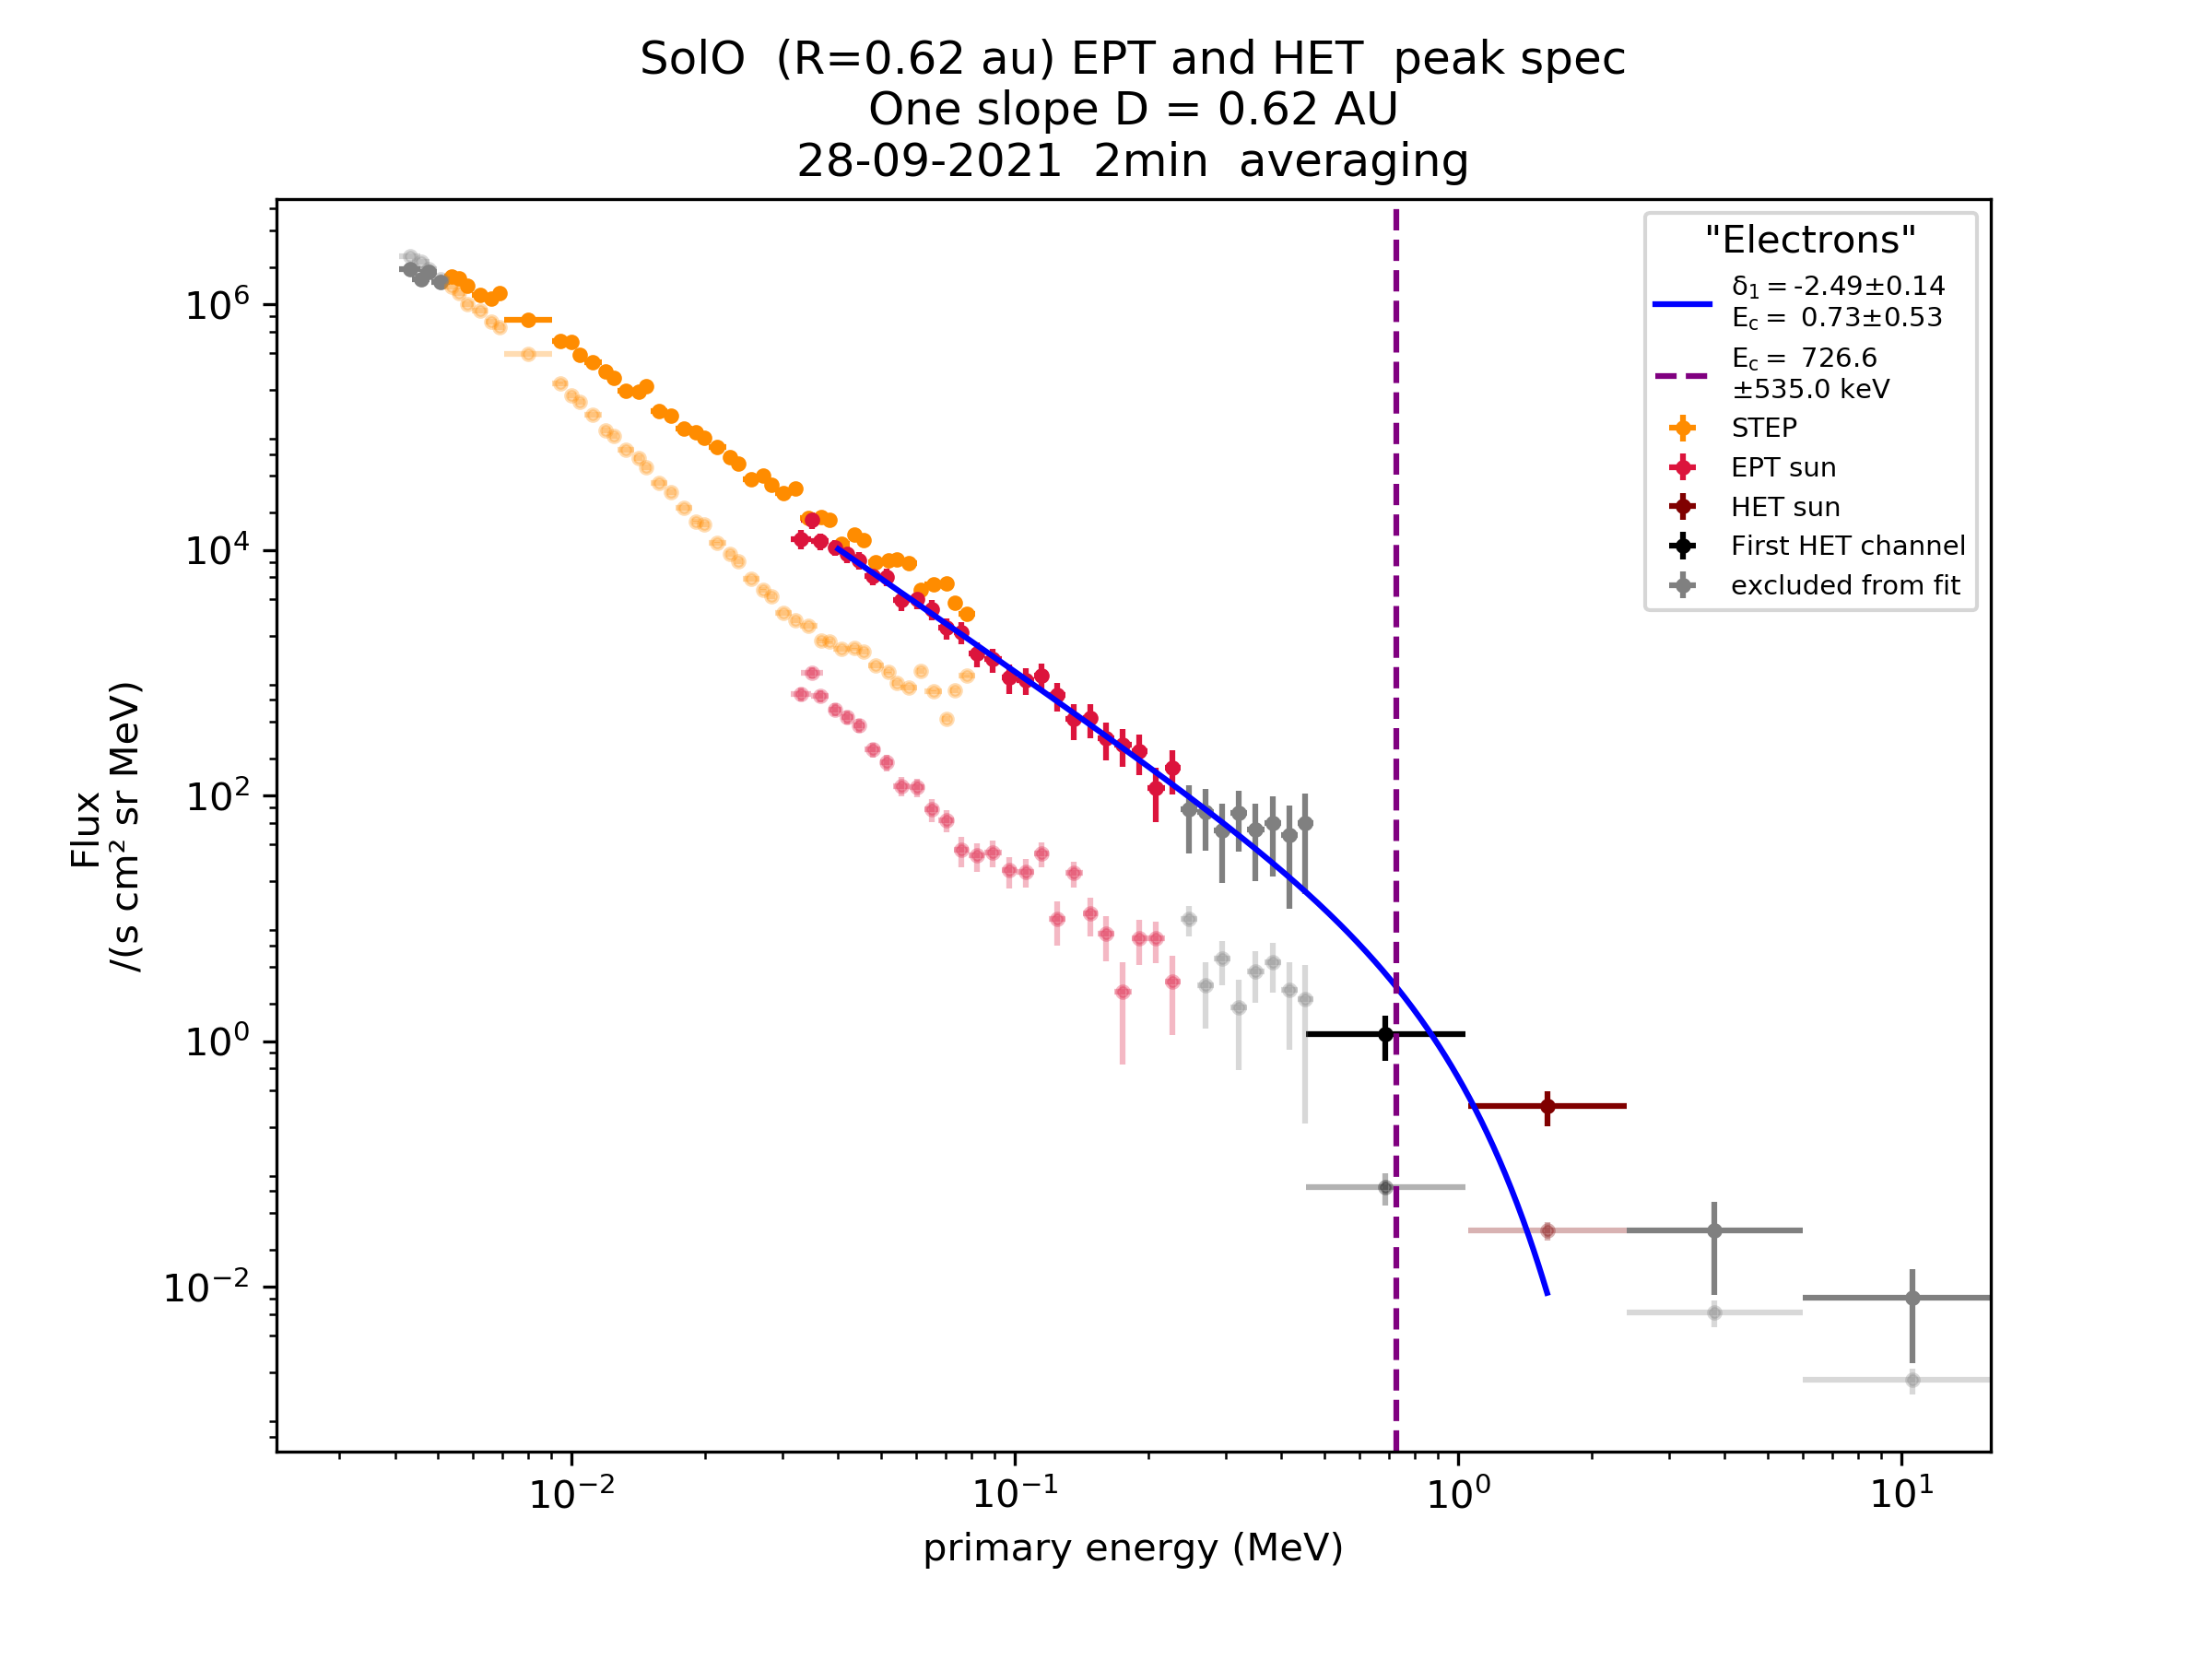 SolO (R=0.62 au) EPT and HET peak spec
One slope D = 0.62 AU
28-09-2021 2min averaging
"Electrons"
δ₁ = -2.49±0.14
E_c = 0.73±0.53
E_c = 726.6
±535.0 keV
STEP
EPT sun
HET sun
First HET channel
excluded from fit
Flux
/(s cm² sr MeV)
10⁶
10⁴
10²
10⁰
10⁻²
10⁻²
10⁻¹
10⁰
10¹
primary energy (MeV)